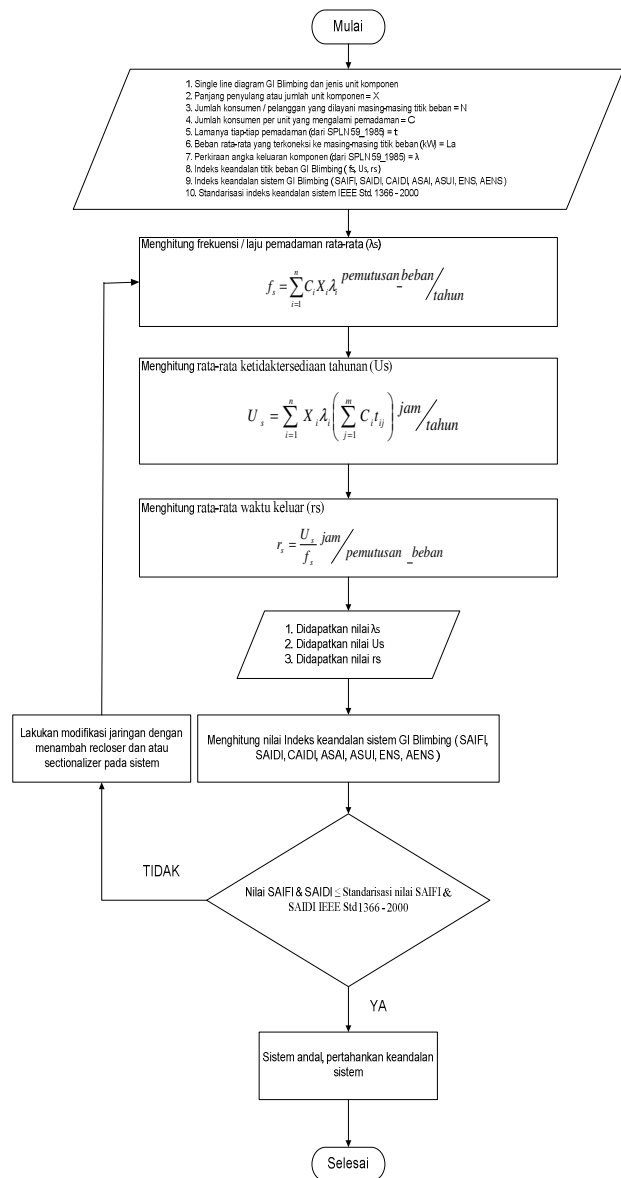 Mulai
1. Single line diagram GI Blimbing dan jenis unit komponen
2. Panjang penyulang atau jumlah unit komponen = X
3. Jumlah konsumen / pelanggan yang dilayani masing-masing titik beban = N
4. Jumlah konsumen per unit yang mengalami pemadaman = C
5. Lamanya tiap-tiap pemadaman (dari SPLN 59_1985) = t
6. Beban rata-rata yang terkoneksi ke masing-masing titik beban (kW) = La
7. Perkiraan angka keluaran komponen (dari SPLN 59_1985) = λ
8. Indeks keandalan titik beban GI Blimbing (fs, Us, rs)
9. Indeks keandalan sistem GI Blimbing (SAIFI, SAIDI, CAIDI, ASAI, ASUI, ENS, AENS)
10. Standarisasi indeks keandalan sistem IEEE Std. 1366 - 2000
Menghitung frekuensi / laju pemadaman rata-rata (λs)
f_s = \sum_{i=1}^{n} C_i X_i λ_i pemutusan_beban/tahun
Menghitung rata-rata ketidaktersediaan tahunan (Us)
U_s = \sum_{i=1}^{n} X_i λ_i \left( \sum_{j=1}^{m} C_i t_{ij} \right) jam/tahun
Menghitung rata-rata waktu keluar (rs)
r_s = \frac{U_s}{f_s} jam/pemutusan_beban
1. Didapatkan nilai λs
2. Didapatkan nilai Us
3. Didapatkan nilai rs
Lakukan modifikasi jaringan dengan
menambah recloser dan atau
sectionalizer pada sistem
Menghitung nilai Indeks keandalan sistem GI Blimbing ( SAIFI,
SAIDI, CAIDI, ASAI, ASUI, ENS, AENS )
TIDAK
Nilai SAIFI & SAIDI ≤ Standarisasi nilai SAIFI &
SAIDI IEEE Std 1366 - 2000
YA
Sistem andal, pertahankan keandalan
sistem
Selesai